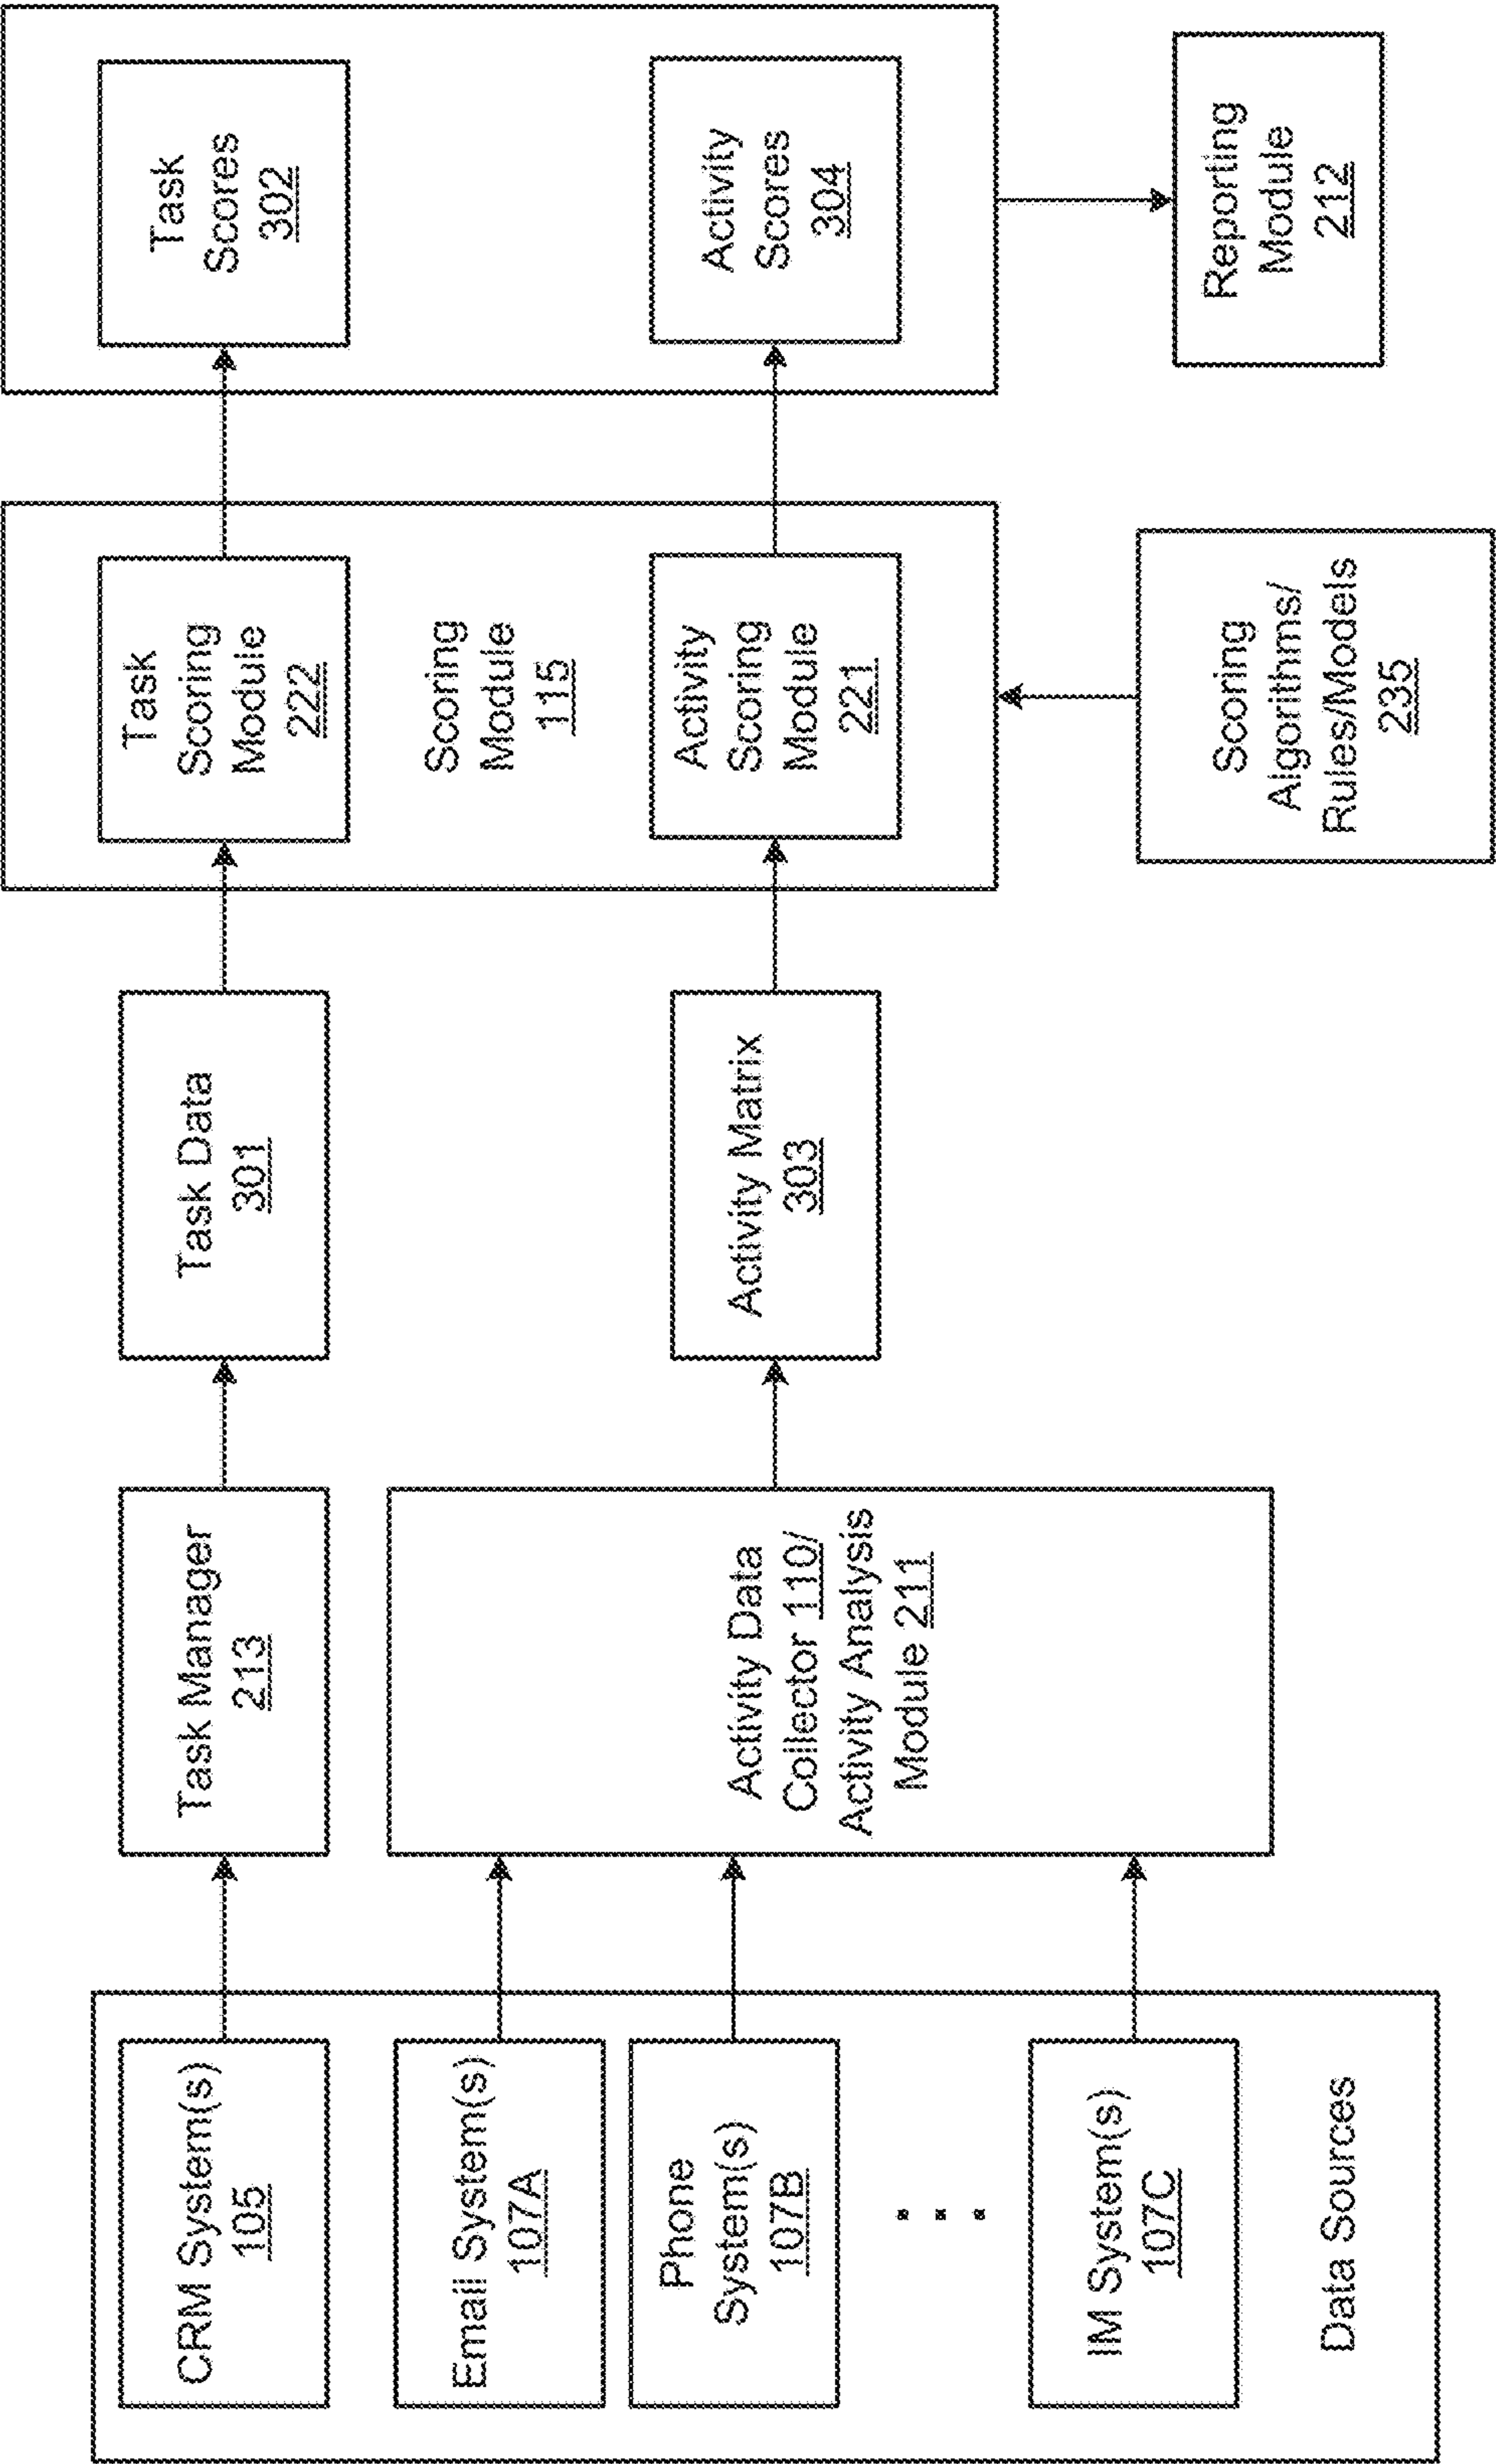 CRM System(s)
105
Email System(s)
107A
Phone
System(s)
107B
IM System(s)
107C
Data Sources
Task Manager
213
Activity Data
Collector 110/
Activity Analysis
Module 211
Task Data
301
Activity Matrix
303
Task
Scoring
Module
222
Scoring
Module
115
Activity
Scoring
Module
221
Scoring
Algorithms/
Rules/Models
235
Task
Scores
302
Activity
Scores
304
Reporting
Module
212